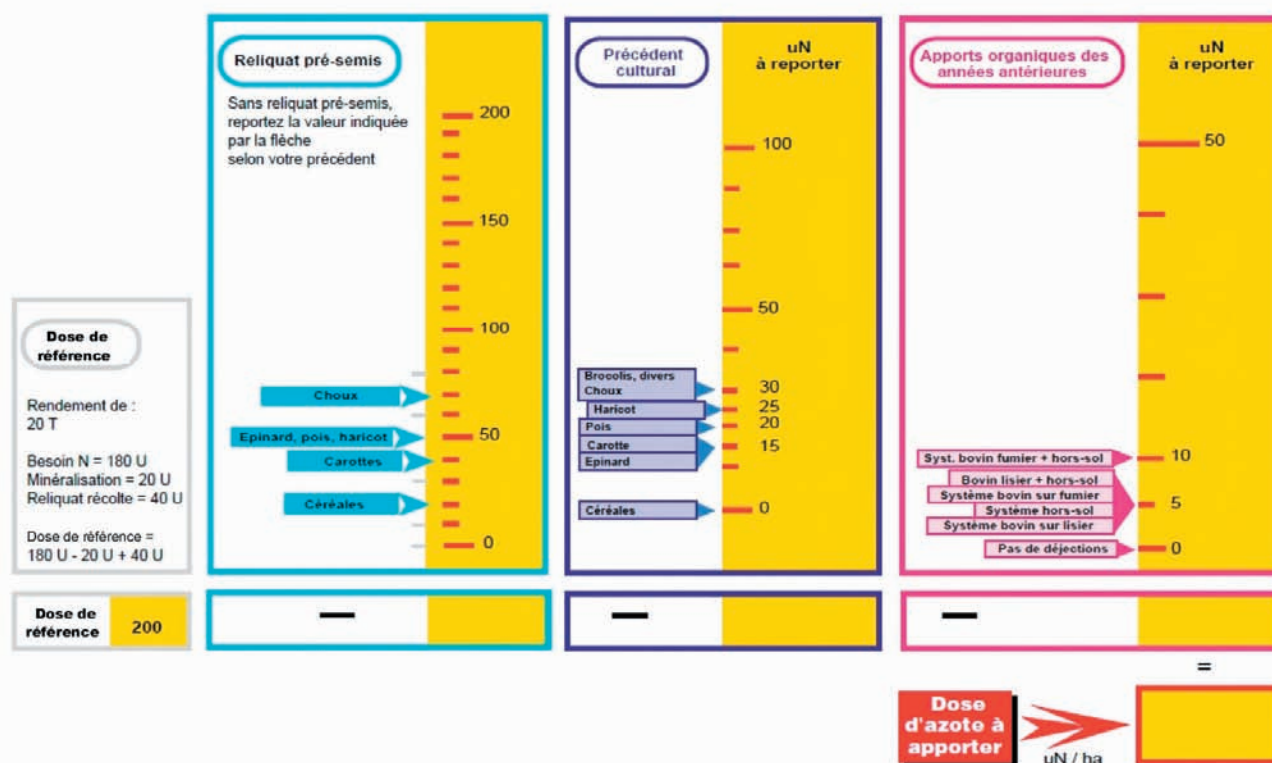 Reliquat pré-semis
Sans reliquat pré-semis,
reportez la valeur indiquée
par la flèche
selon votre précédent
200
150
100
50
0
Choux
Epinard, pois, haricot
Carottes
Céréales
Précédent
cultural
uN
à reporter
100
50
30
25
20
15
0
Brocolis, divers
Choux
Haricot
Pois
Carotte
Epinard
Céréales
Apports organiques des
années antérieures
uN
à reporter
50
10
5
0
Syst. bovin fumier + hors-sol
Bovin lisier + hors-sol
Système bovin sur fumier
Système hors-sol
Système bovin sur lisier
Pas de déjections
Dose de
référence
Rendement de :
20 T
Besoin N = 180 U
Minéralisation = 20 U
Reliquat récolte = 40 U
Dose de référence =
180 U - 20 U + 40 U
Dose de
référence
200
—
—
—
=
Dose
d'azote à
apporter
uN / ha